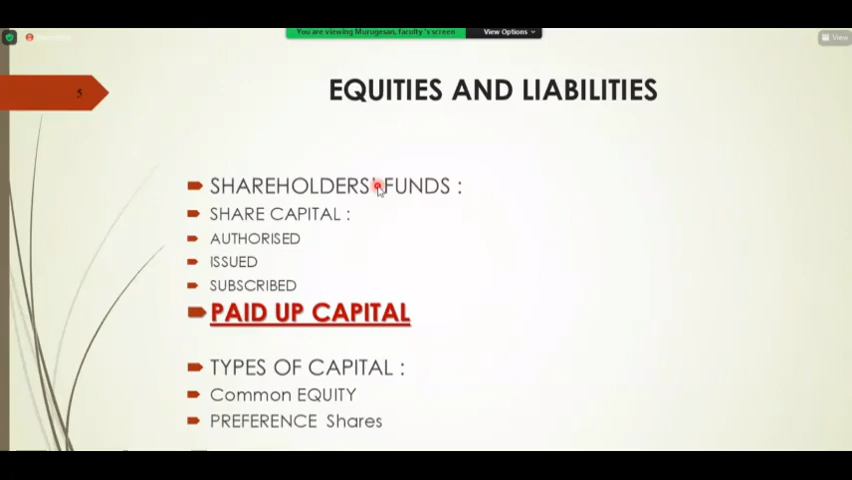 You are viewing Murugesan, faculty 's screen
View Options
View
5
EQUITIES AND LIABILITIES
SHAREHOLDERS' FUNDS :
SHARE CAPITAL :
AUTHORISED
ISSUED
SUBSCRIBED
PAID UP CAPITAL
TYPES OF CAPITAL :
Common EQUITY
PREFERENCE Shares